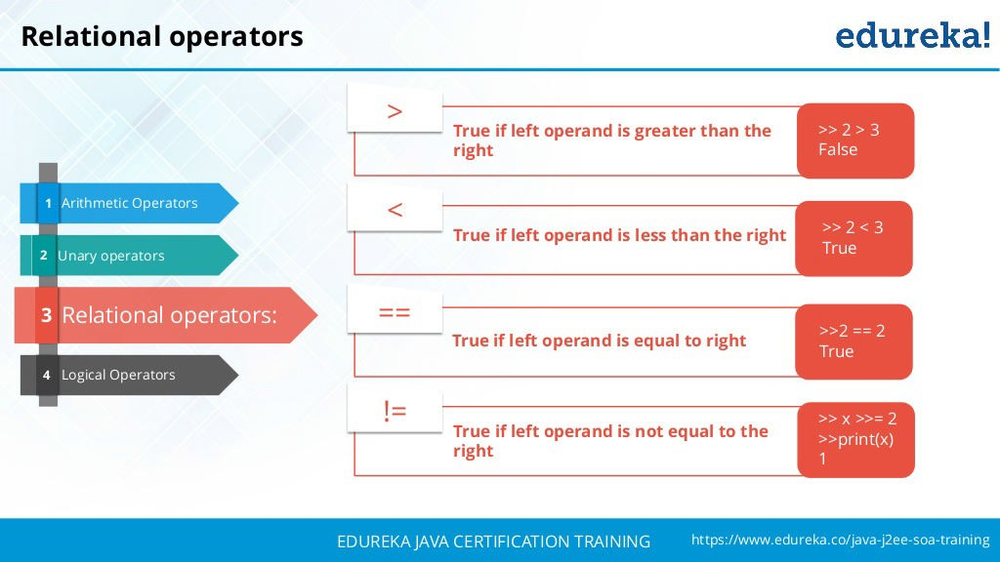 Relational operators
edureka!
1 Arithmetic Operators
2 Unary operators
3 Relational operators:
4 Logical Operators
>
True if left operand is greater than the
right
>> 2 > 3
False
<
True if left operand is less than the right
>> 2 < 3
True
==
True if left operand is equal to right
>>2 == 2
True
!=
True if left operand is not equal to the
right
>> x >>= 2
>>print(x)
1
EDUREKA JAVA CERTIFICATION TRAINING
https://www.edureka.co/java-j2ee-soa-training